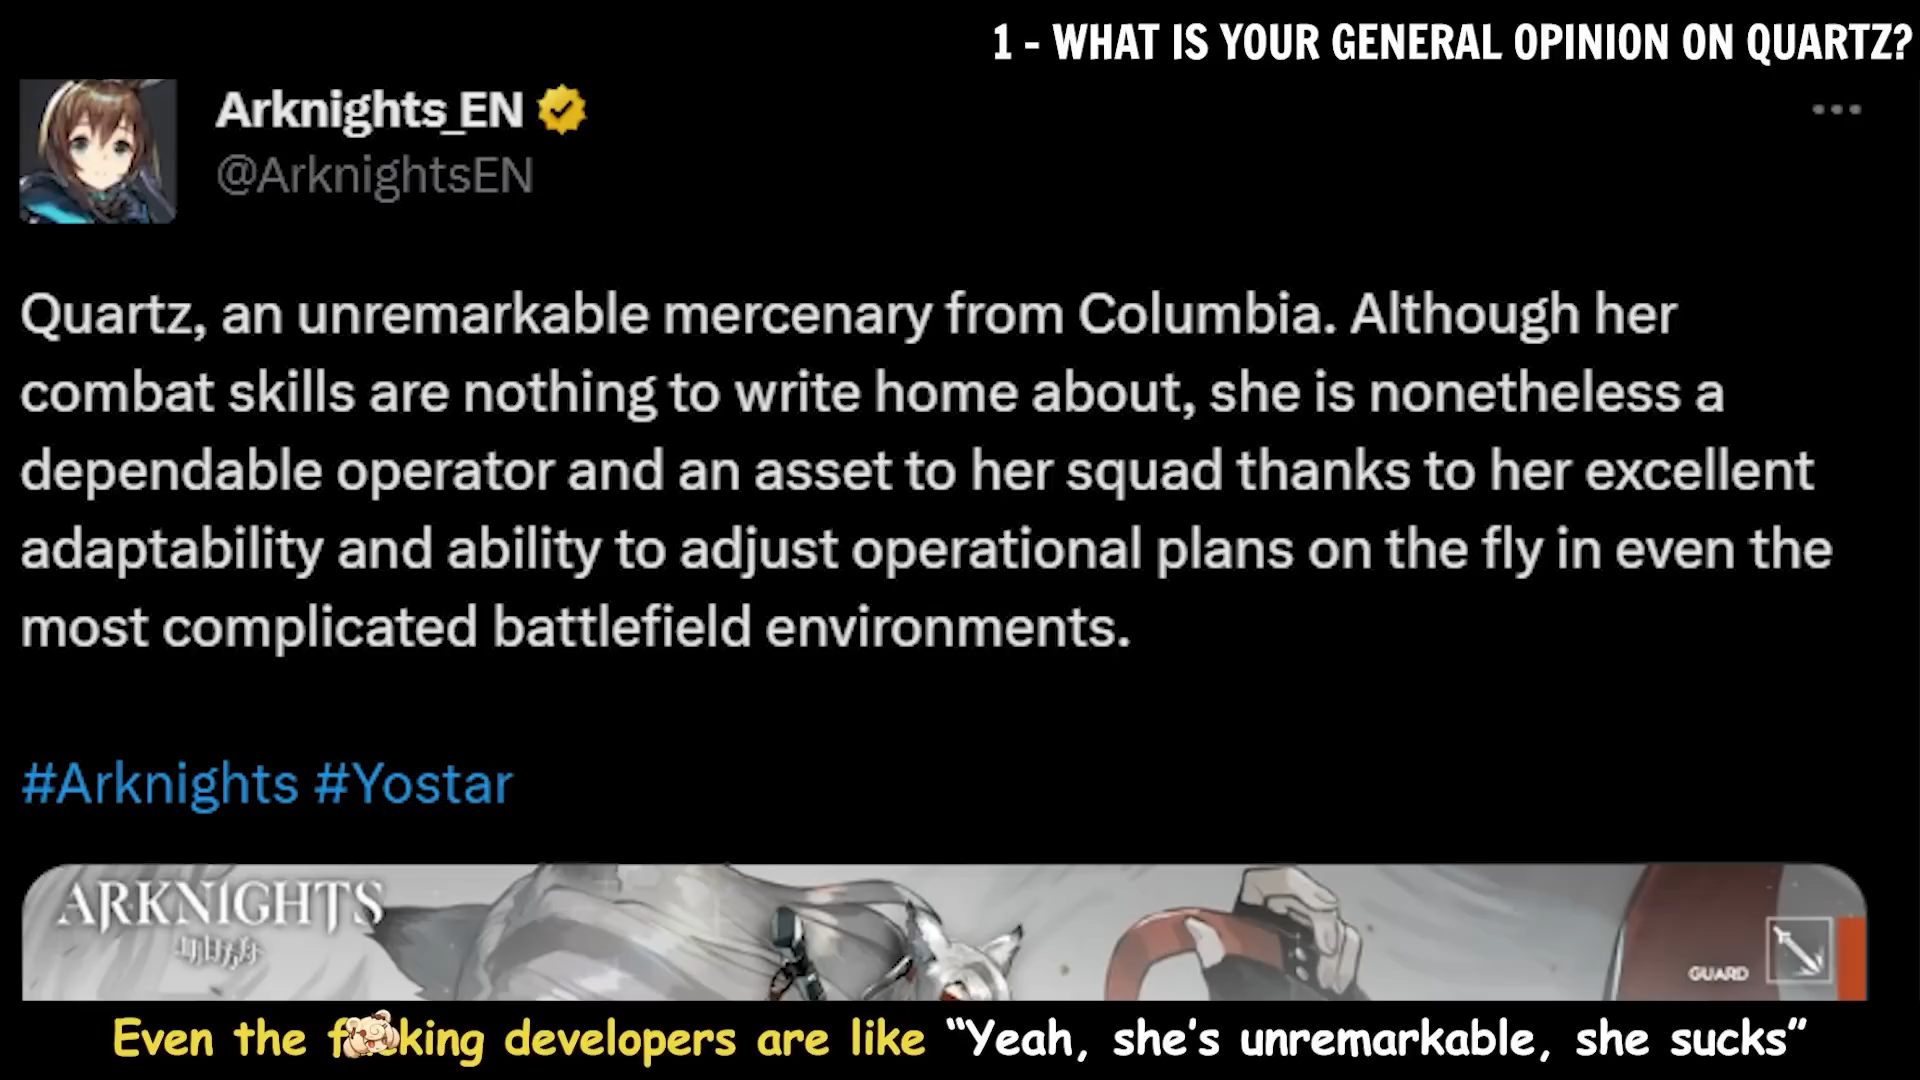 1 - WHAT IS YOUR GENERAL OPINION ON QUARTZ?
Arknights_EN
@ArknightsEN
Quartz, an unremarkable mercenary from Columbia. Although her
combat skills are nothing to write home about, she is nonetheless a
dependable operator and an asset to her squad thanks to her excellent
adaptability and ability to adjust operational plans on the fly in even the
most complicated battlefield environments.
#Arknights #Yostar
ARKNIGHTS
GUARD
Even the f king developers are like “Yeah, she's unremarkable, she sucks”